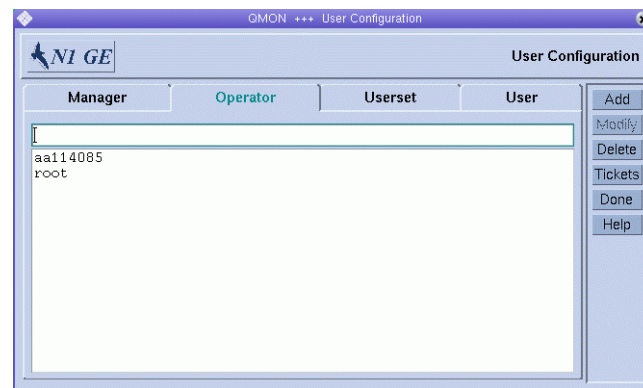 QMON +++ User Configuration
N1 GE
User Configuration
Manager Operator Userset User
Add
Modify
Delete
Tickets
Done
Help
aa114085
root